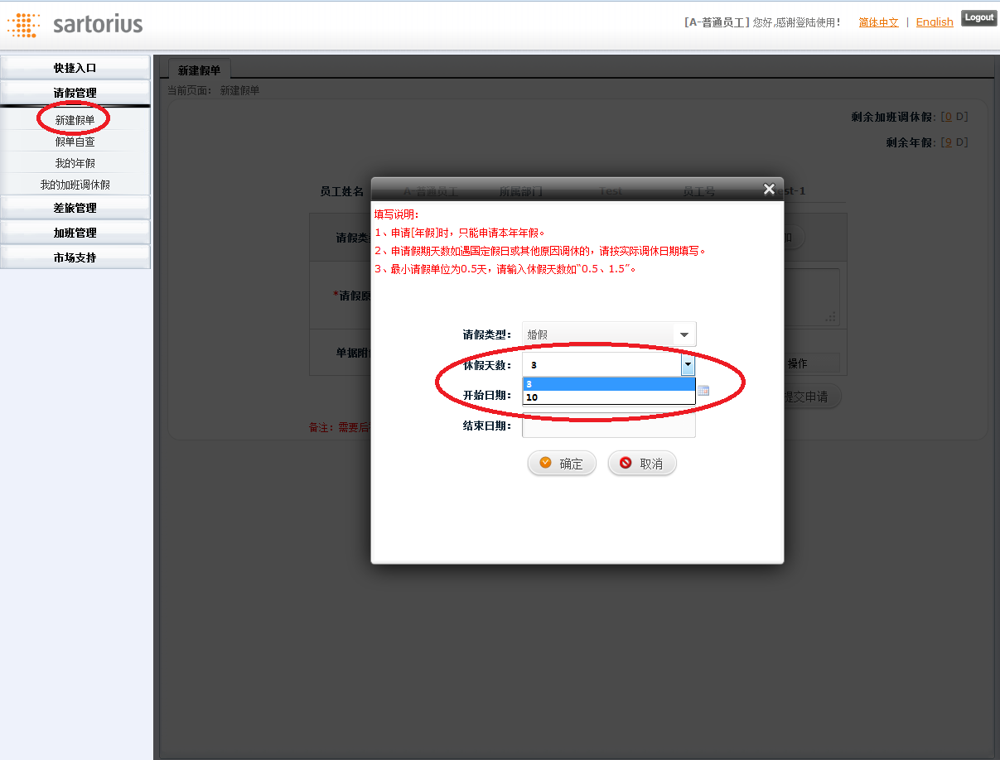 sartorius
[A-普通员工] 您好,感谢登陆使用!
简体中文 | English
Logout
快捷入口
请假管理
新建假单
假单自查
我的年假
我的加班调休假
差旅管理
加班管理
市场支持
新建假单
当前页面： 新建假单
剩余加班调休假: [0 D]
剩余年假: [9 D]
员工姓名 A-普通员工 所属部门 Test 员工号 est-1
填写说明:
1、申请[年假]时，只能申请本年年假。
2、申请假期天数如遇国定假日或其他原因调休的，请按实际调休日期填写。
3、最小请假单位为0.5天，请输入休假天数如“0.5、1.5”。
请假类
*请假原
单据附
操作
提交申请
备注：需要后
请假类型： 婚假
休假天数： 3
3
10
开始日期：
结束日期：
确定 取消